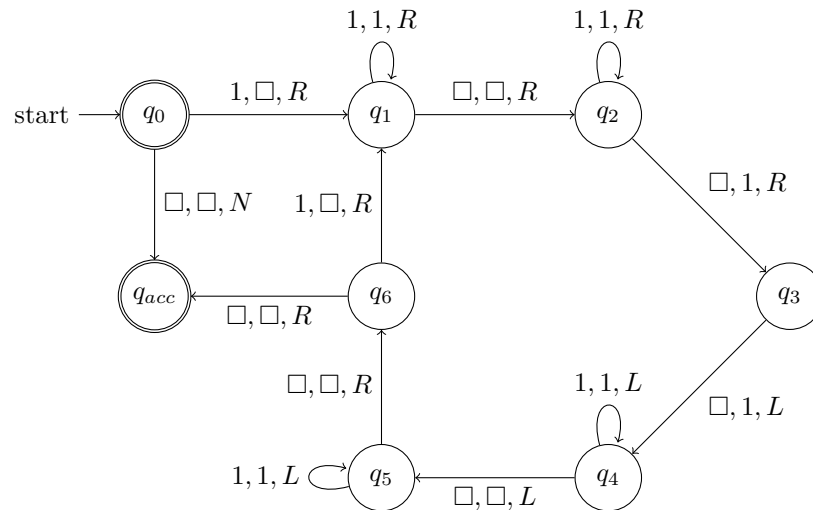 1, 1, R 1, 1, R
start q0 1, □, R q1 □, □, R q2
□, □, N 1, □, R □, 1, R
qacc □, □, R q6 q3
□, □, R 1, 1, L □, 1, L
1, 1, L q5 □, □, L q4